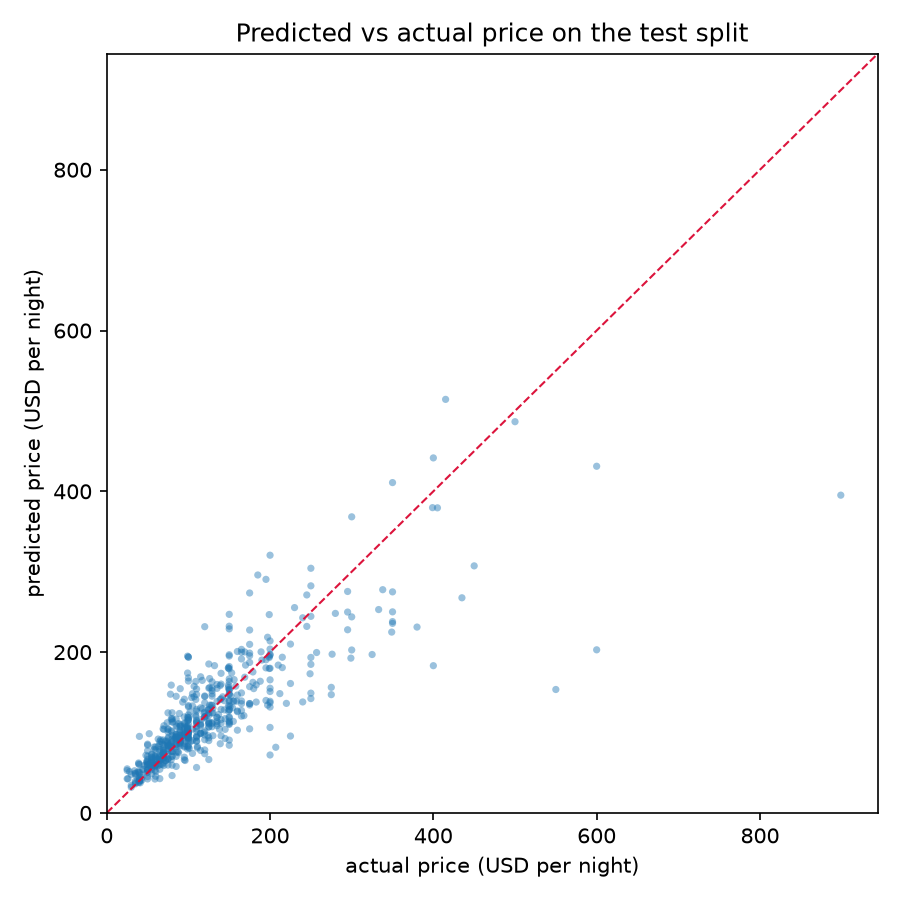 Predicted vs actual price on the test split
predicted price (USD per night)
800
600
400
200
0
0 200 400 600 800
actual price (USD per night)